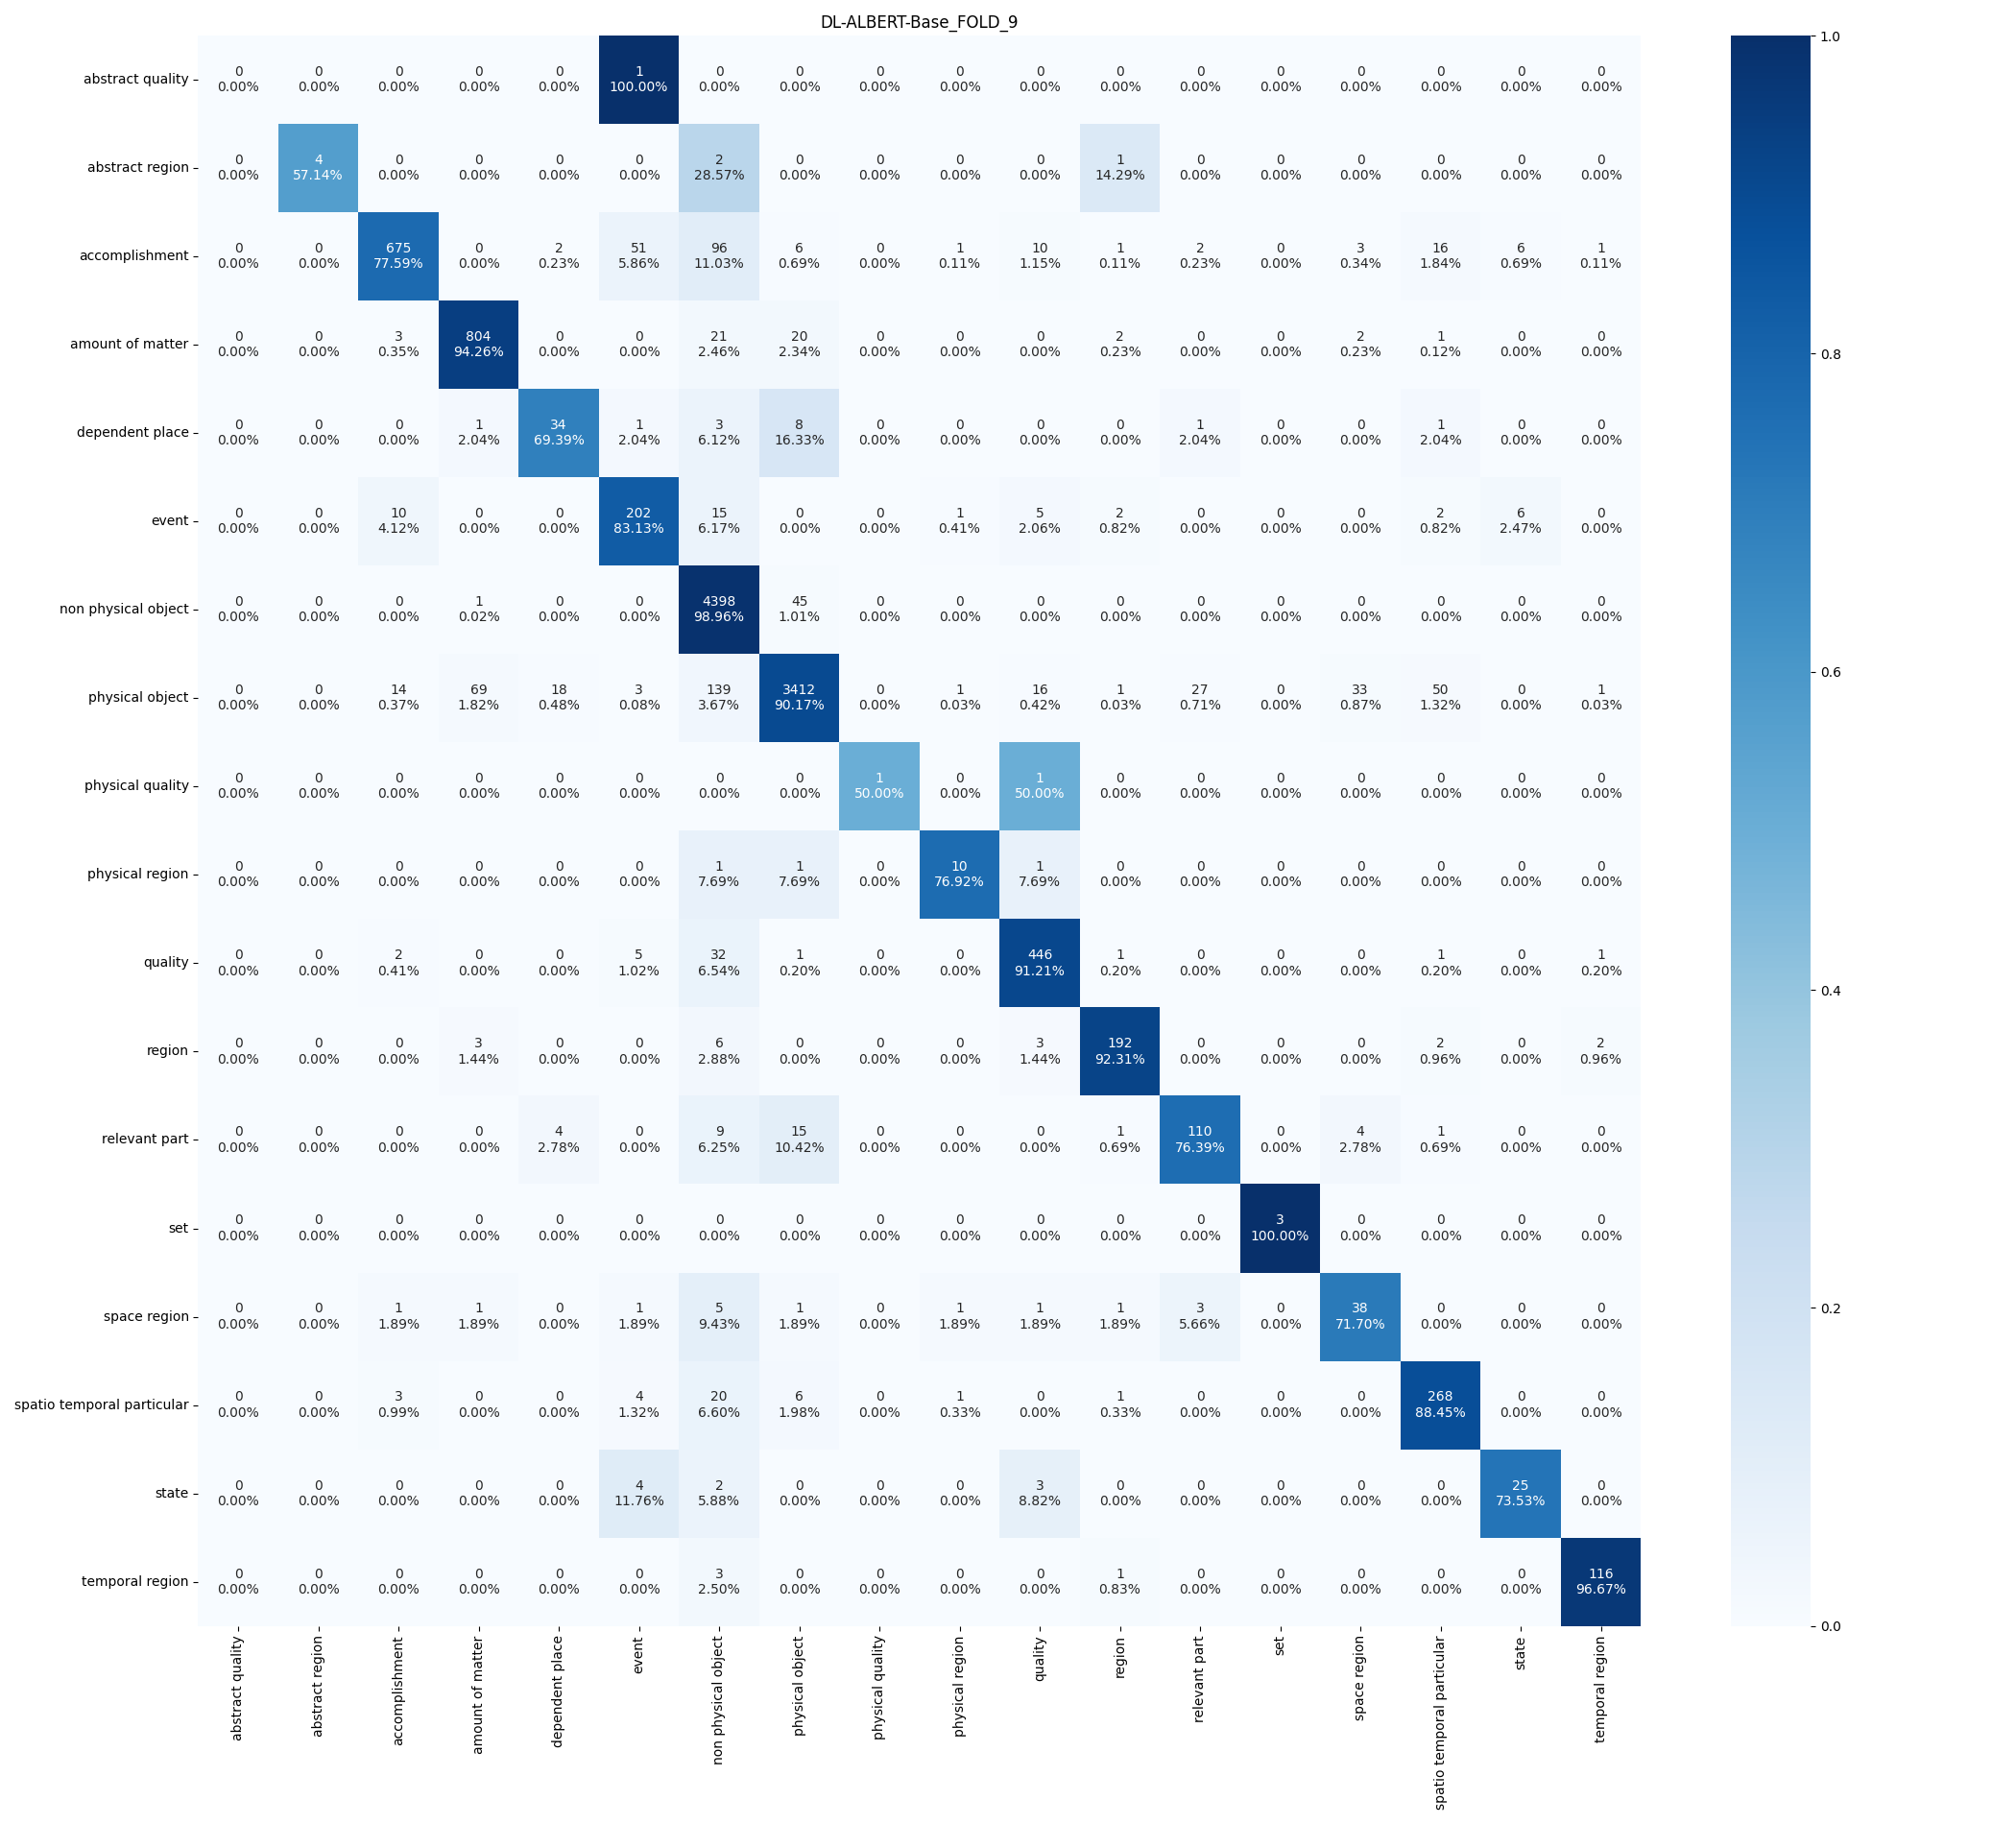 DL-ALBERT-Base_FOLD_9
abstract quality
0 0 0 0 0 1 0 0 0 0 0 0 0 0 0 0 0 0
0.00% 0.00% 0.00% 0.00% 0.00% 100.00% 0.00% 0.00% 0.00% 0.00% 0.00% 0.00% 0.00% 0.00% 0.00% 0.00% 0.00% 0.00%
abstract region
0 4 0 0 0 0 2 0 0 0 0 1 0 0 0 0 0 0
0.00% 57.14% 0.00% 0.00% 0.00% 0.00% 28.57% 0.00% 0.00% 0.00% 0.00% 14.29% 0.00% 0.00% 0.00% 0.00% 0.00% 0.00%
accomplishment
0 0 675 0 2 51 96 6 0 1 10 1 2 0 3 16 6 1
0.00% 0.00% 77.59% 0.00% 0.23% 5.86% 11.03% 0.69% 0.00% 0.11% 1.15% 0.11% 0.23% 0.00% 0.34% 1.84% 0.69% 0.11%
amount of matter
0 0 3 804 0 0 21 20 0 0 0 2 0 0 2 1 0 0
0.00% 0.00% 0.35% 94.26% 0.00% 0.00% 2.46% 2.34% 0.00% 0.00% 0.00% 0.23% 0.00% 0.00% 0.23% 0.12% 0.00% 0.00%
dependent place
0 0 0 1 34 1 3 8 0 0 0 0 1 0 0 1 0 0
0.00% 0.00% 0.00% 2.04% 69.39% 2.04% 6.12% 16.33% 0.00% 0.00% 0.00% 0.00% 2.04% 0.00% 0.00% 2.04% 0.00% 0.00%
event
0 0 10 0 0 202 15 0 0 1 5 2 0 0 0 2 6 0
0.00% 0.00% 4.12% 0.00% 0.00% 83.13% 6.17% 0.00% 0.00% 0.41% 2.06% 0.82% 0.00% 0.00% 0.00% 0.82% 2.47% 0.00%
non physical object
0 0 0 1 0 0 4398 45 0 0 0 0 0 0 0 0 0 0
0.00% 0.00% 0.00% 0.02% 0.00% 0.00% 98.96% 1.01% 0.00% 0.00% 0.00% 0.00% 0.00% 0.00% 0.00% 0.00% 0.00% 0.00%
physical object
0 0 14 69 18 3 139 3412 0 1 16 1 27 0 33 50 0 1
0.00% 0.00% 0.37% 1.82% 0.48% 0.08% 3.67% 90.17% 0.00% 0.03% 0.42% 0.03% 0.71% 0.00% 0.87% 1.32% 0.00% 0.03%
physical quality
0 0 0 0 0 0 0 0 1 0 1 0 0 0 0 0 0 0
0.00% 0.00% 0.00% 0.00% 0.00% 0.00% 0.00% 0.00% 50.00% 0.00% 50.00% 0.00% 0.00% 0.00% 0.00% 0.00% 0.00% 0.00%
physical region
0 0 0 0 0 0 1 1 0 10 1 0 0 0 0 0 0 0
0.00% 0.00% 0.00% 0.00% 0.00% 0.00% 7.69% 7.69% 0.00% 76.92% 7.69% 0.00% 0.00% 0.00% 0.00% 0.00% 0.00% 0.00%
quality
0 0 2 0 0 5 32 1 0 0 446 1 0 0 0 1 0 1
0.00% 0.00% 0.41% 0.00% 0.00% 1.02% 6.54% 0.20% 0.00% 0.00% 91.21% 0.20% 0.00% 0.00% 0.00% 0.20% 0.00% 0.20%
region
0 0 0 3 0 0 6 0 0 0 3 192 0 0 0 2 0 2
0.00% 0.00% 0.00% 1.44% 0.00% 0.00% 2.88% 0.00% 0.00% 0.00% 1.44% 92.31% 0.00% 0.00% 0.00% 0.96% 0.00% 0.96%
relevant part
0 0 0 0 4 0 9 15 0 0 0 1 110 0 4 1 0 0
0.00% 0.00% 0.00% 0.00% 2.78% 0.00% 6.25% 10.42% 0.00% 0.00% 0.00% 0.69% 76.39% 0.00% 2.78% 0.69% 0.00% 0.00%
set
0 0 0 0 0 0 0 0 0 0 0 0 0 3 0 0 0 0
0.00% 0.00% 0.00% 0.00% 0.00% 0.00% 0.00% 0.00% 0.00% 0.00% 0.00% 0.00% 0.00% 100.00% 0.00% 0.00% 0.00% 0.00%
space region
0 0 1 1 0 1 5 1 0 1 1 1 3 0 38 0 0 0
0.00% 0.00% 1.89% 1.89% 0.00% 1.89% 9.43% 1.89% 0.00% 1.89% 1.89% 1.89% 5.66% 0.00% 71.70% 0.00% 0.00% 0.00%
spatio temporal particular
0 0 3 0 0 4 20 6 0 1 0 1 0 0 0 268 0 0
0.00% 0.00% 0.99% 0.00% 0.00% 1.32% 6.60% 1.98% 0.00% 0.33% 0.00% 0.33% 0.00% 0.00% 0.00% 88.45% 0.00% 0.00%
state
0 0 0 0 0 4 2 0 0 0 3 0 0 0 0 0 25 0
0.00% 0.00% 0.00% 0.00% 0.00% 11.76% 5.88% 0.00% 0.00% 0.00% 8.82% 0.00% 0.00% 0.00% 0.00% 0.00% 73.53% 0.00%
temporal region
0 0 0 0 0 0 3 0 0 0 0 1 0 0 0 0 0 116
0.00% 0.00% 0.00% 0.00% 0.00% 0.00% 2.50% 0.00% 0.00% 0.00% 0.00% 0.83% 0.00% 0.00% 0.00% 0.00% 0.00% 96.67%
abstract quality
abstract region
accomplishment
amount of matter
dependent place
event
non physical object
physical object
physical quality
physical region
quality
region
relevant part
set
space region
spatio temporal particular
state
temporal region
1.0
0.8
0.6
0.4
0.2
0.0